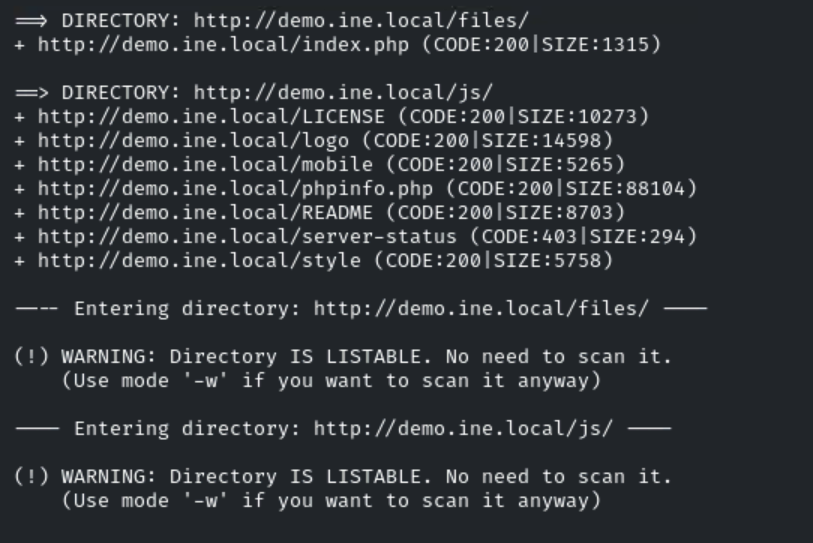 ==> DIRECTORY: http://demo.ine.local/files/
+ http://demo.ine.local/index.php (CODE:200|SIZE:1315)
==> DIRECTORY: http://demo.ine.local/js/
+ http://demo.ine.local/LICENSE (CODE:200|SIZE:10273)
+ http://demo.ine.local/logo (CODE:200|SIZE:14598)
+ http://demo.ine.local/mobile (CODE:200|SIZE:5265)
+ http://demo.ine.local/phpinfo.php (CODE:200|SIZE:88104)
+ http://demo.ine.local/README (CODE:200|SIZE:8703)
+ http://demo.ine.local/server-status (CODE:403|SIZE:294)
+ http://demo.ine.local/style (CODE:200|SIZE:5758)
---- Entering directory: http://demo.ine.local/files/ ----
(!) WARNING: Directory IS LISTABLE. No need to scan it.
(Use mode '-w' if you want to scan it anyway)
---- Entering directory: http://demo.ine.local/js/ ----
(!) WARNING: Directory IS LISTABLE. No need to scan it.
(Use mode '-w' if you want to scan it anyway)